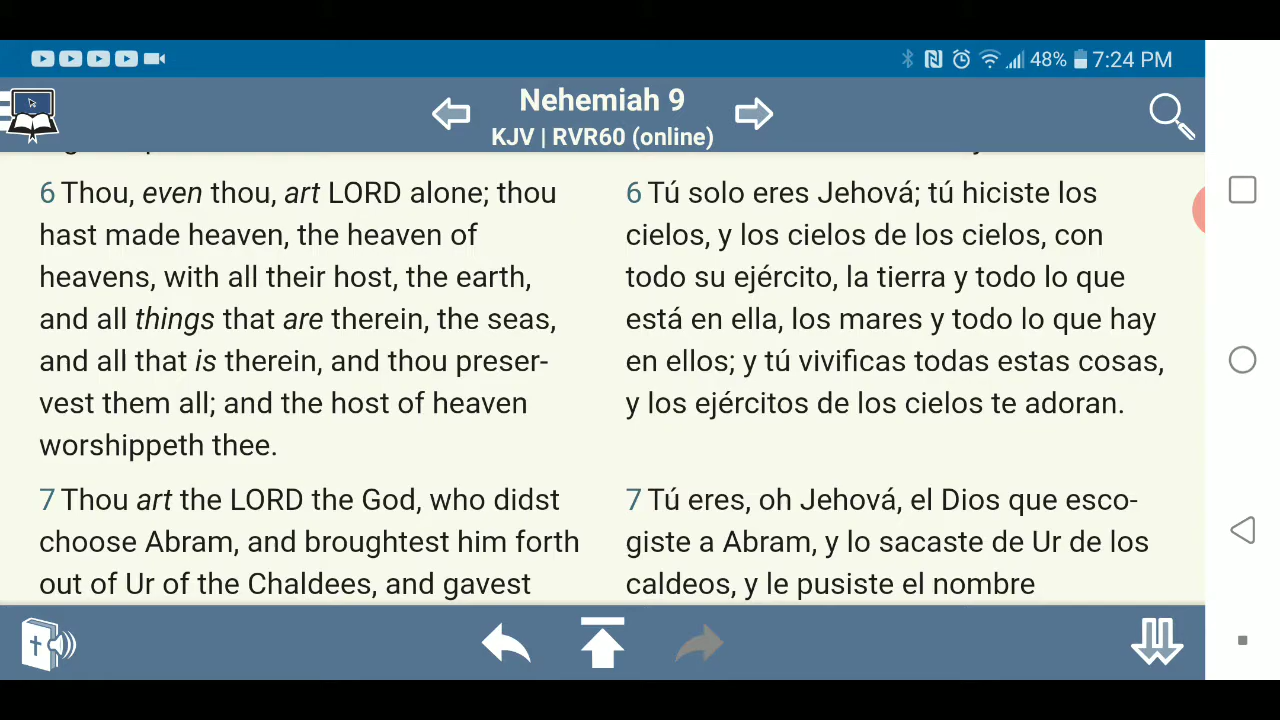 48% 7:24 PM
Nehemiah 9
KJV | RVR60 (online)
6 Thou, even thou, art LORD alone; thou
hast made heaven, the heaven of
heavens, with all their host, the earth,
and all things that are therein, the seas,
and all that is therein, and thou preser-
vest them all; and the host of heaven
worshippeth thee.
7 Thou art the LORD the God, who didst
choose Abram, and broughtest him forth
out of Ur of the Chaldees, and gavest
6 Tú solo eres Jehová; tú hiciste los
cielos, y los cielos de los cielos, con
todo su ejército, la tierra y todo lo que
está en ella, los mares y todo lo que hay
en ellos; y tú vivificas todas estas cosas,
y los ejércitos de los cielos te adoran.
7 Tú eres, oh Jehová, el Dios que esco-
giste a Abram, y lo sacaste de Ur de los
caldeos, y le pusiste el nombre